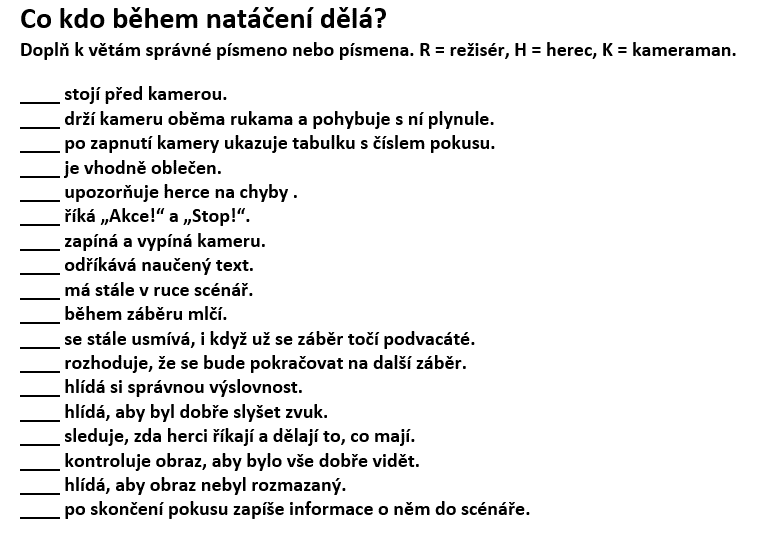 Co kdo během natáčení dělá?
Doplň k větám správné písmeno nebo písmena. R = režisér, H = herec, K = kameraman.
____ stojí před kamerou.
____ drží kameru oběma rukama a pohybuje s ní plynule.
____ po zapnutí kamery ukazuje tabulku s číslem pokusu.
____ je vhodně oblečen.
____ upozorňuje herce na chyby .
____ říká „Akce!“ a „Stop!“.
____ zapíná a vypíná kameru.
____ odříkává naučený text.
____ má stále v ruce scénář.
____ během záběru mlčí.
____ se stále usmívá, i když už se záběr točí podvacáté.
____ rozhoduje, že se bude pokračovat na další záběr.
____ hlídá si správnou výslovnost.
____ hlídá, aby byl dobře slyšet zvuk.
____ sleduje, zda herci říkají a dělají to, co mají.
____ kontroluje obraz, aby bylo vše dobře vidět.
____ hlídá, aby obraz nebyl rozmazaný.
____ po skončení pokusu zapíše informace o něm do scénáře.